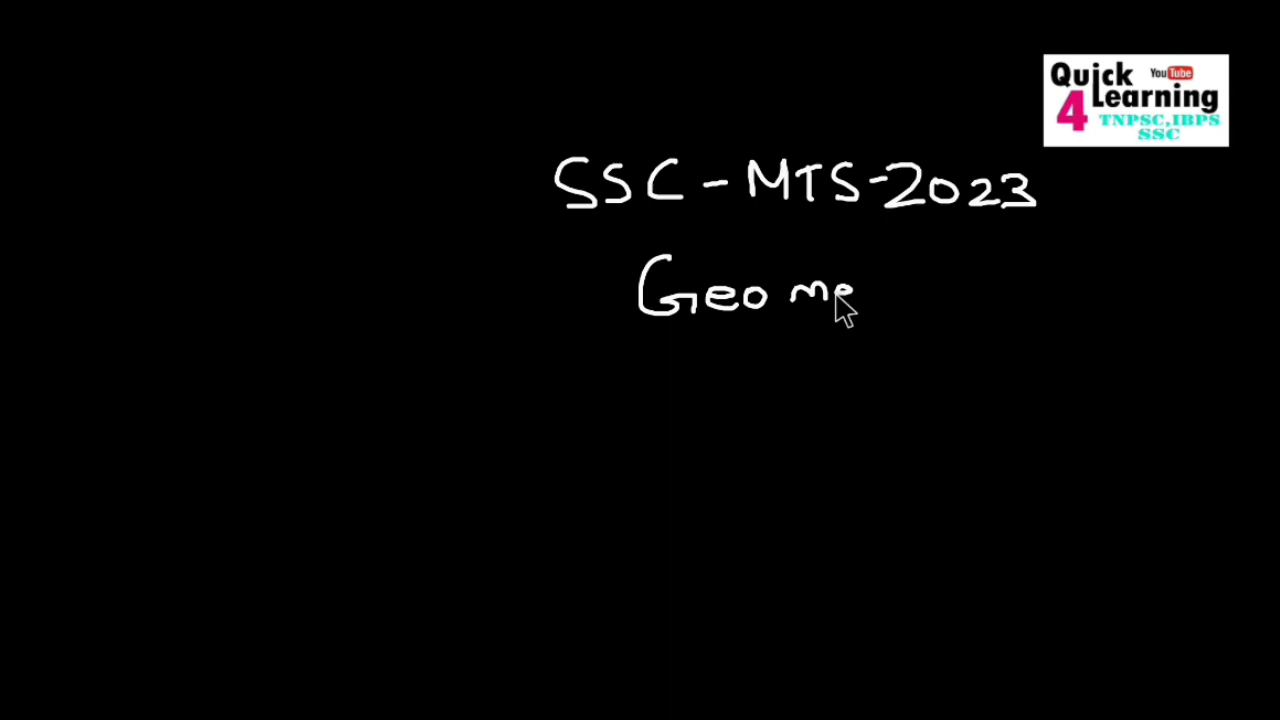 Quick YouTube
4 Learning
TNPSC,IBPS
SSC
SSC-MTS-2023
Geome